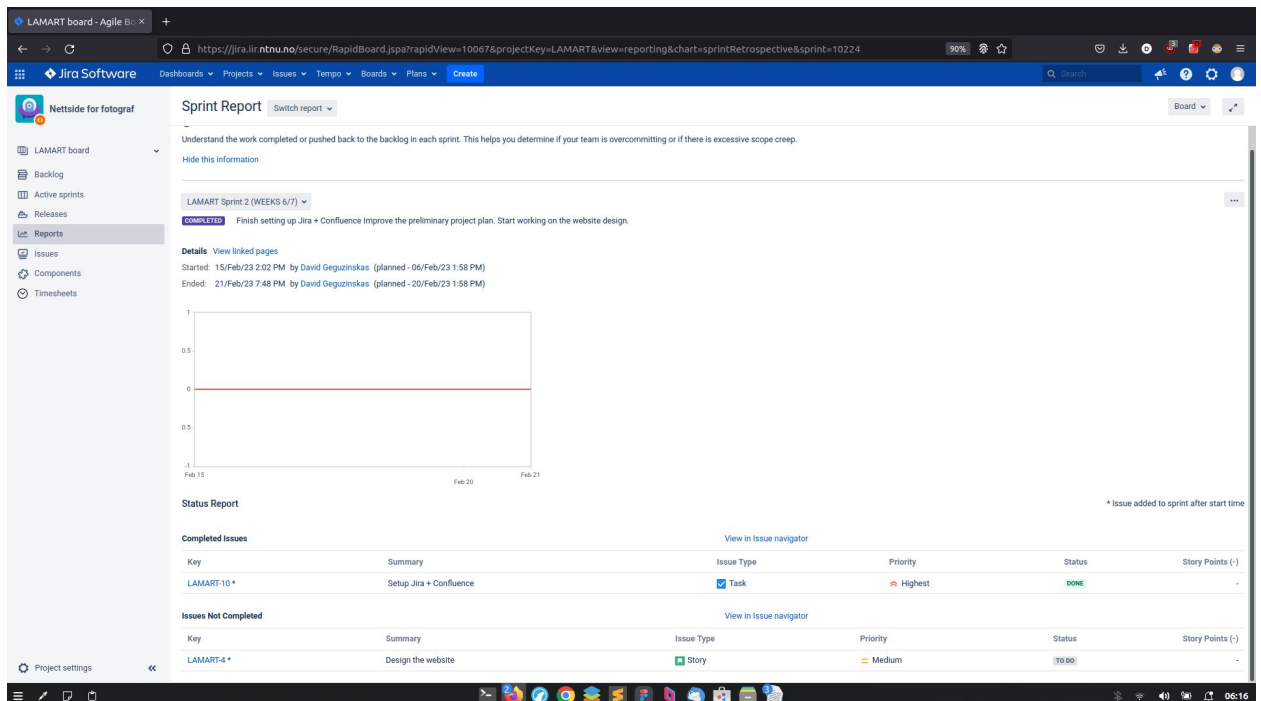 LAMART board - Agile Bo
https://jira.iir.ntnu.no/secure/RapidBoard.jspa?rapidView=10067&projectKey=LAMART&view=reporting&chart=sprintRetrospective&sprint=10224
90%
Jira Software
Dashboards Projects Issues Tempo Boards Plans Create
Search
Nettside for fotograf
LAMART board
Backlog
Active sprints
Releases
Reports
Issues
Components
Timesheets
Project settings
Sprint Report Switch report
Board
Understand the work completed or pushed back to the backlog in each sprint. This helps you determine if your team is overcommitting or if there is excessive scope creep.
Hide this information
LAMART Sprint 2 (WEEKS 6/7)
COMPLETED Finish setting up Jira + Confluence Improve the preliminary project plan. Start working on the website design.
Details View linked pages
Started: 15/Feb/23 2:02 PM by David Geguzinskas (planned - 06/Feb/23 1:58 PM)
Ended: 21/Feb/23 7:48 PM by David Geguzinskas (planned - 20/Feb/23 1:58 PM)
1
0.5
0
0.5
-1
Feb 15 Feb 21
Feb 20
Status Report * Issue added to sprint after start time
Completed Issues View in Issue navigator
Key Summary Issue Type Priority Status Story Points (-)
LAMART-10 * Setup Jira + Confluence Task Highest DONE -
Issues Not Completed View in Issue navigator
Key Summary Issue Type Priority Status Story Points (-)
LAMART-4 * Design the website Story Medium TO DO -
2 3 06:16